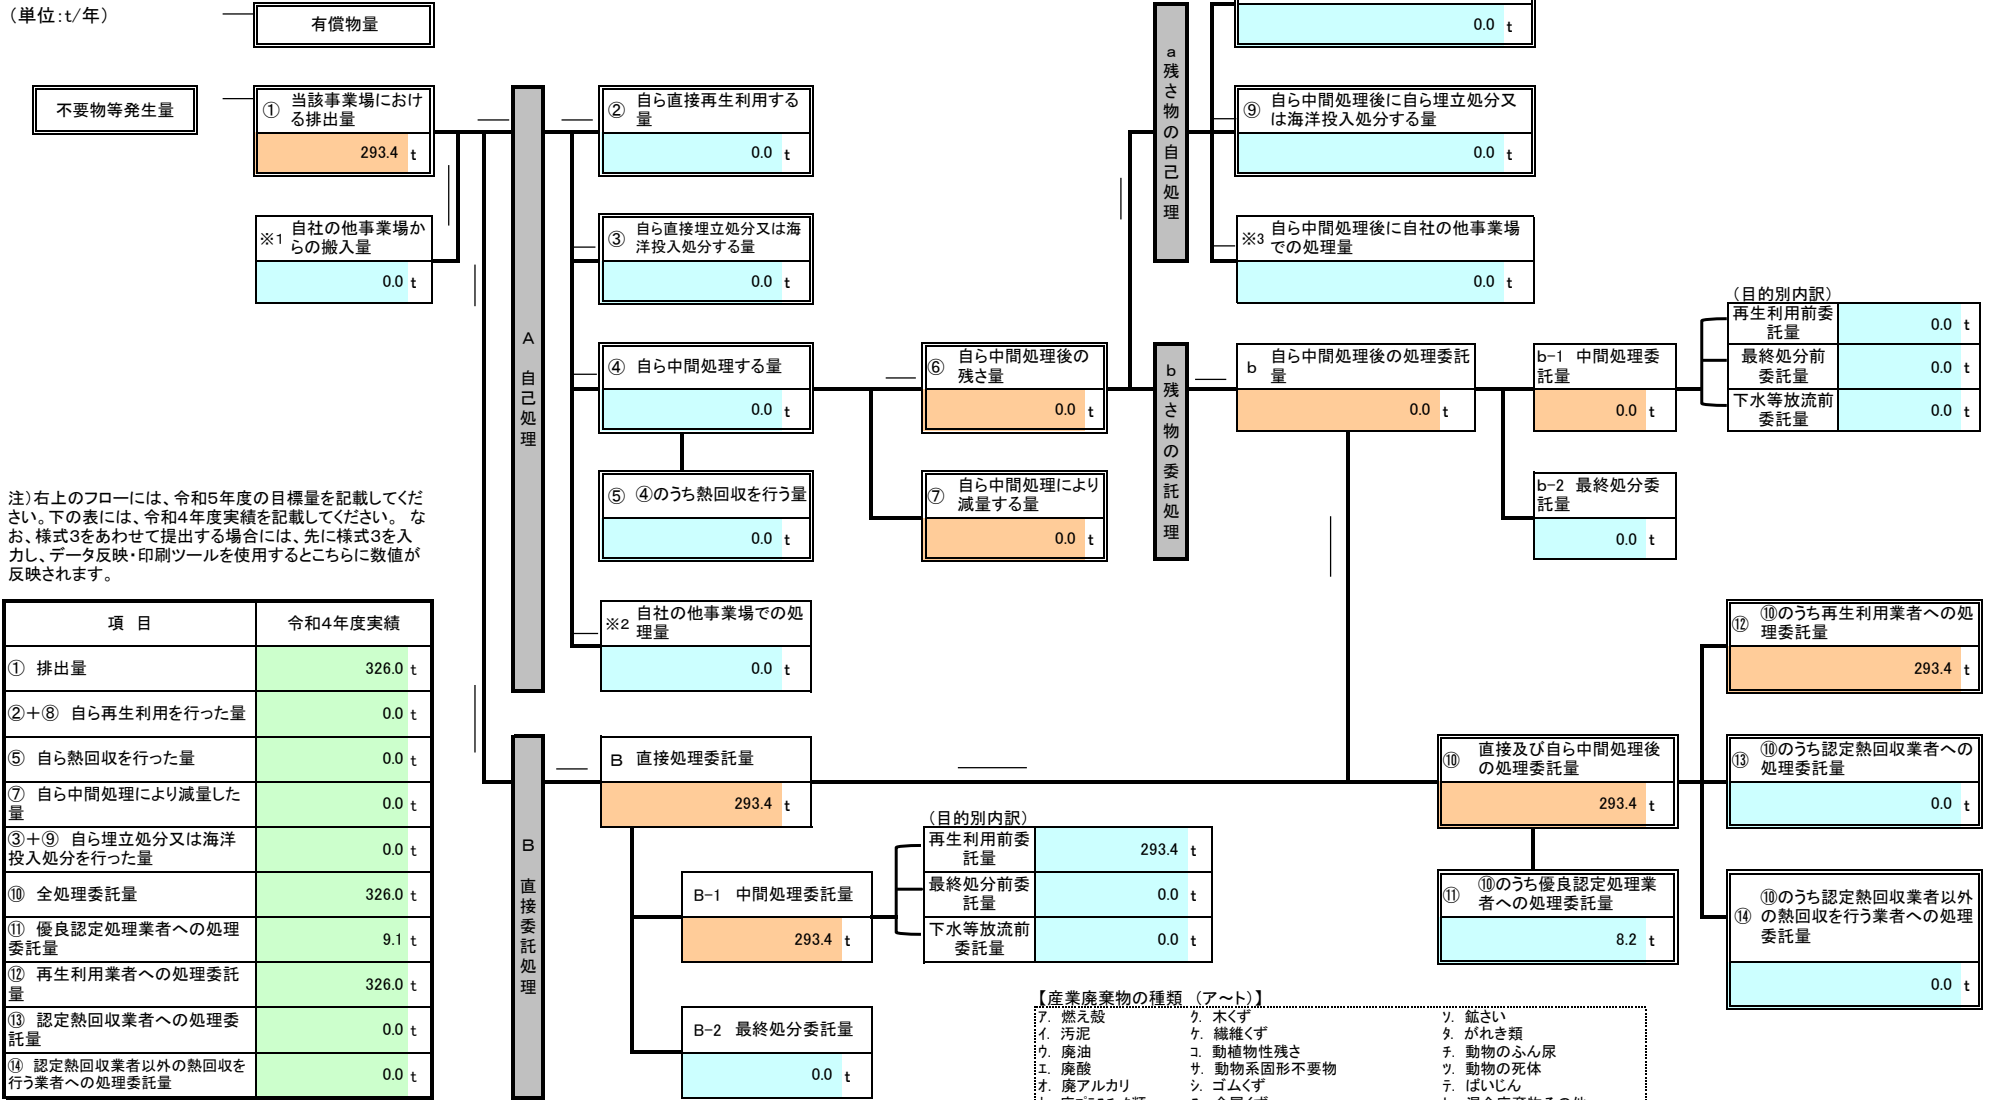 （単位:t/年）
有償物量
不要物等発生量
① 当該事業場におけ
る排出量
293.4 t
※1 自社の他事業場か
らの搬入量
0.0 t
A 自己処理
② 自ら直接再生利用する
量
0.0 t
③ 自ら直接埋立処分又は海
洋投入処分する量
0.0 t
④ 自ら中間処理する量
0.0 t
⑤ ④のうち熱回収を行う量
0.0 t
※2 自社の他事業場での処
理量
0.0 t
⑥ 自ら中間処理後の
残さ量
0.0 t
⑦ 自ら中間処理により
減量する量
0.0 t
a 残さ物の自己処理
0.0 t
⑨ 自ら中間処理後に自ら埋立処分又
は海洋投入処分する量
0.0 t
※3 自ら中間処理後に自社の他事業場
での処理量
0.0 t
b 残さ物の委託処理
b 自ら中間処理後の処理委託
量
0.0 t
b-1 中間処理委
託量
0.0 t
b-2 最終処分委
託量
0.0 t
（目的別内訳）
再生利用前委
託量
0.0 t
最終処分前
委託量
0.0 t
下水等放流前
委託量
0.0 t
注）右上のフローには、令和5年度の目標量を記載してくだ
さい。下の表には、令和4年度実績を記載してください。 な
お、様式3をあわせて提出する場合には、先に様式3を入
力し、データ反映・印刷ツールを使用するとこちらに数値が
反映されます。
項 目 令和4年度実績
① 排出量 326.0 t
②＋⑧ 自ら再生利用を行った量 0.0 t
⑤ 自ら熱回収を行った量 0.0 t
⑦ 自ら中間処理により減量した
量 0.0 t
③＋⑨ 自ら埋立処分又は海洋
投入処分を行った量 0.0 t
⑩ 全処理委託量 326.0 t
⑪ 優良認定処理業者への処理
委託量 9.1 t
⑫ 再生利用業者への処理委託
量 326.0 t
⑬ 認定熱回収業者への処理委
託量 0.0 t
⑭ 認定熱回収業者以外の熱回収を
行う業者への処理委託量 0.0 t
B 直接委託処理
B 直接処理委託量
293.4 t
B-1 中間処理委託量
293.4 t
B-2 最終処分委託量
0.0 t
（目的別内訳）
再生利用前委
託量
293.4 t
最終処分前委
託量
0.0 t
下水等放流前
委託量
0.0 t
⑩ 直接及び自ら中間処理後
の処理委託量
293.4 t
⑪ ⑩のうち優良認定処理業
者への処理委託量
8.2 t
⑫ ⑩のうち再生利用業者への処
理委託量
293.4 t
⑬ ⑩のうち認定熱回収業者への
処理委託量
0.0 t
⑭ ⑩のうち認定熱回収業者以外
の熱回収を行う業者への処理
委託量
0.0 t
【産業廃棄物の種類 （ア～ト）】
ア. 燃え殻 ク. 木くず ソ. 鉱さい
イ. 汚泥 ケ. 繊維くず タ. がれき類
ウ. 廃油 コ. 動植物性残さ チ. 動物のふん尿
エ. 廃酸 サ. 動物系固形不要物 ツ. 動物の死体
オ. 廃アルカリ シ. ゴムくず テ. ばいじん